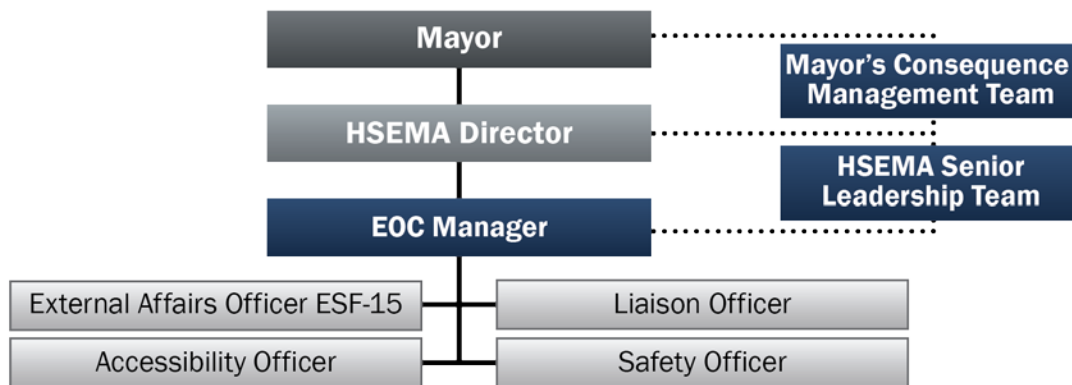 Mayor
Mayor's Consequence
Management Team
HSEMA Director
HSEMA Senior
Leadership Team
EOC Manager
External Affairs Officer ESF-15
Liaison Officer
Accessibility Officer
Safety Officer